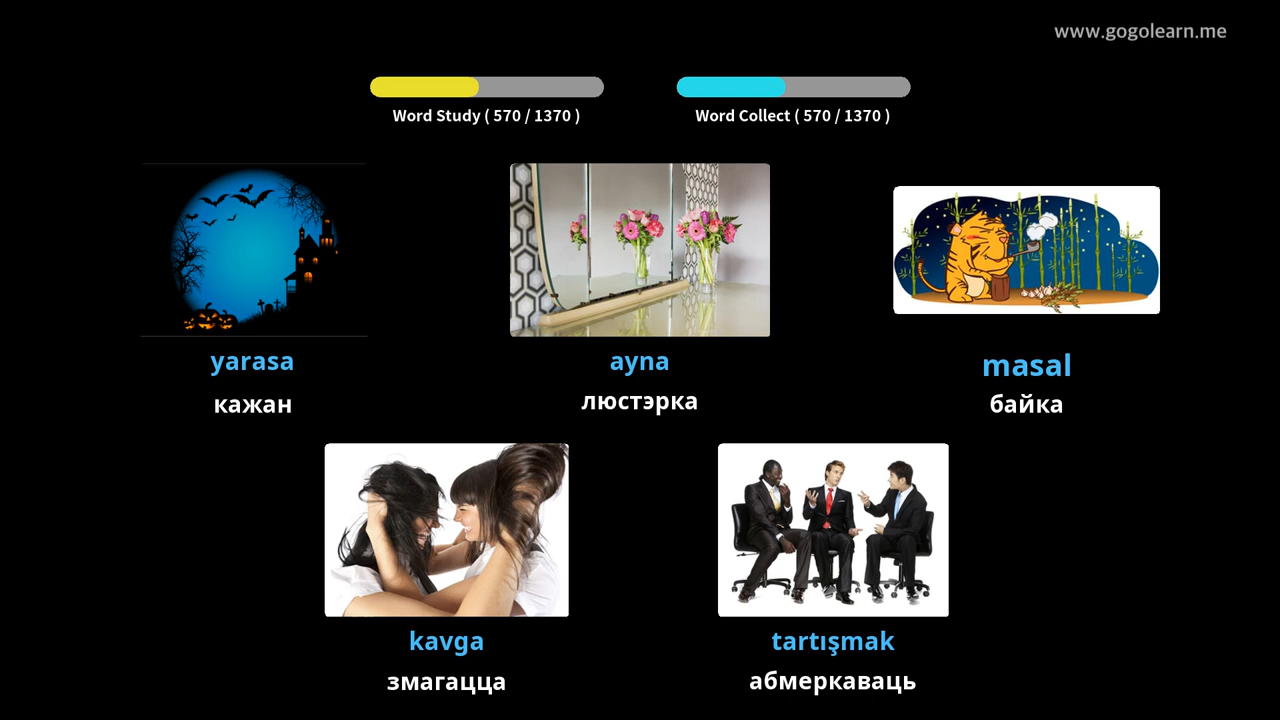 www.gogolearn.me
Word Study ( 570 / 1370 )
Word Collect ( 570 / 1370 )
yarasa
кажан
ayna
люстэрка
masal
байка
kavga
змагацца
tartışmak
абмеркаваць